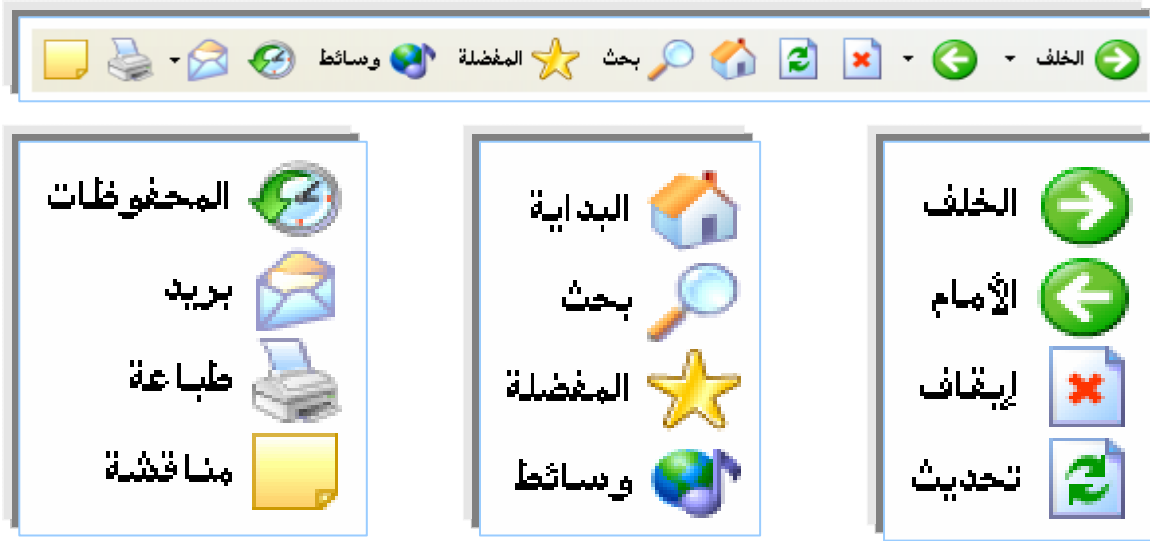 الخلف بحث المفضلة وسائط
الخلف
الأمام
إيقاف
تحديث
البداية
بحث
المفضلة
وسائط
المحفوظات
بريد
طباعة
مناقشة